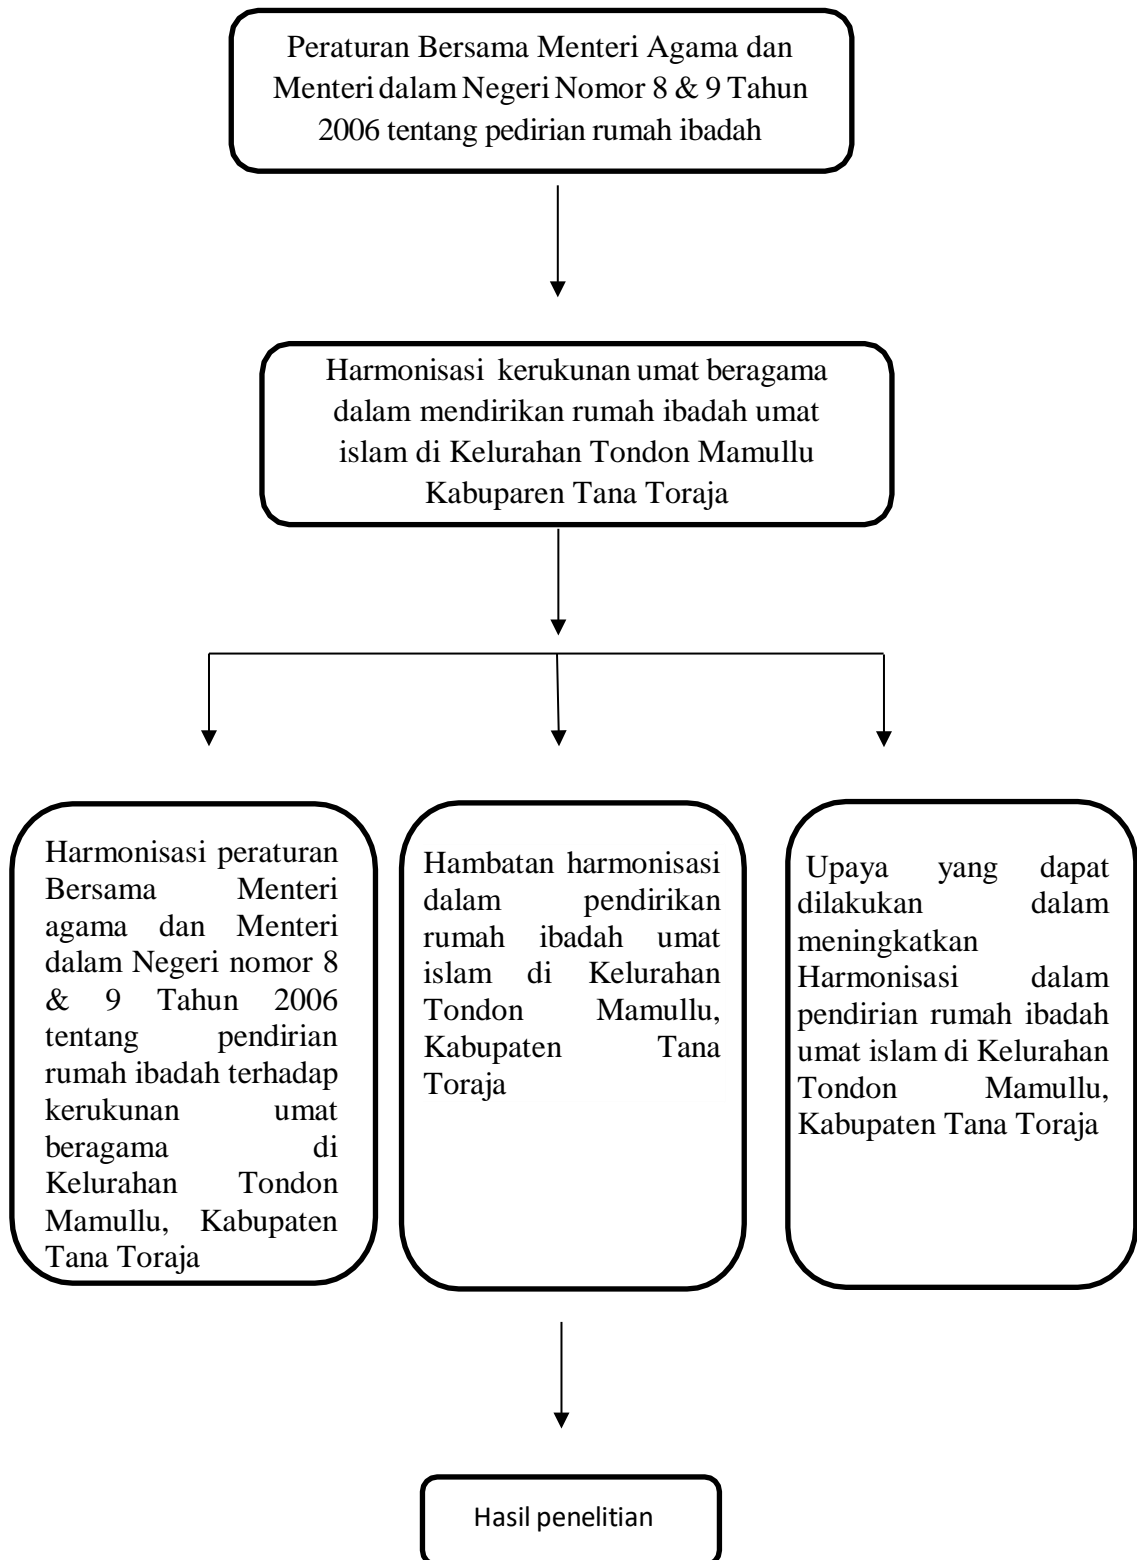 Peraturan Bersama Menteri Agama dan
Menteri dalam Negeri Nomor 8 & 9 Tahun
2006 tentang pedirian rumah ibadah
Harmonisasi kerukunan umat beragama
dalam mendirikan rumah ibadah umat
islam di Kelurahan Tondon Mamullu
Kabuparen Tana Toraja
Harmonisasi peraturan
Bersama Menteri
agama dan Menteri
dalam Negeri nomor 8
& 9 Tahun 2006
tentang pendirian
rumah ibadah terhadap
kerukunan umat
beragama di
Kelurahan Tondon
Mamullu, Kabupaten
Tana Toraja
Hambatan harmonisasi
dalam pendirikan
rumah ibadah umat
islam di Kelurahan
Tondon Mamullu,
Kabupaten Tana
Toraja
Upaya yang dapat
dilakukan dalam
meningkatkan
Harmonisasi dalam
pendirian rumah ibadah
umat islam di Kelurahan
Tondon Mamullu,
Kabupaten Tana Toraja
Hasil penelitian